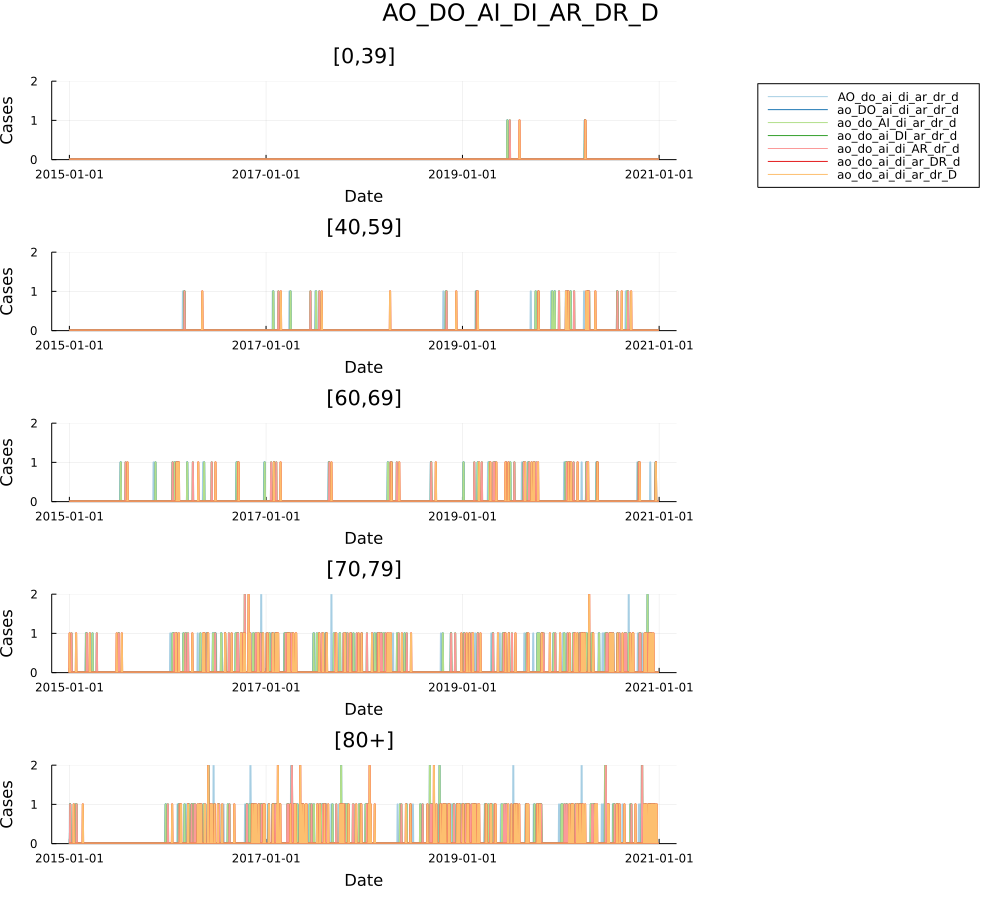 AO_DO_AI_DI_AR_DR_D
[0,39]
2
1
0
Cases
2015-01-01 2017-01-01 2019-01-01 2021-01-01
Date
AO_do_ai_di_ar_dr_d
ao_DO_ai_di_ar_dr_d
ao_do_AI_di_ar_dr_d
ao_do_ai_DI_ar_dr_d
ao_do_ai_di_AR_dr_d
ao_do_ai_di_ar_DR_d
ao_do_ai_di_ar_dr_D
[40,59]
2
1
0
Cases
2015-01-01 2017-01-01 2019-01-01 2021-01-01
Date
[60,69]
2
1
0
Cases
2015-01-01 2017-01-01 2019-01-01 2021-01-01
Date
[70,79]
2
1
0
Cases
2015-01-01 2017-01-01 2019-01-01 2021-01-01
Date
[80+]
2
1
0
Cases
2015-01-01 2017-01-01 2019-01-01 2021-01-01
Date